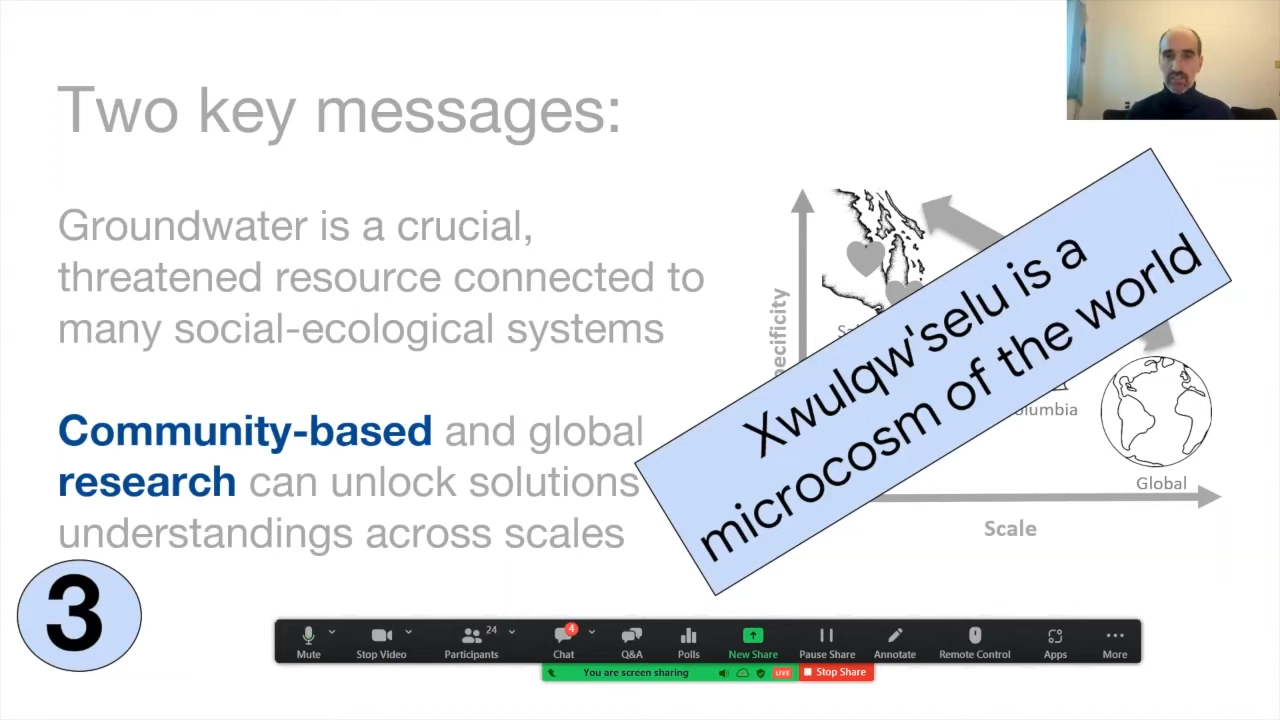 Two key messages:
Groundwater is a crucial,
threatened resource connected to
many social-ecological systems
Community-based and global
research can unlock solutions
understandings across scales
3
Xwulqw'selu is a
microcosm of the world
Global
Scale
Mute
Stop Video
24
Participants
4
Chat
Q&A
Polls
New Share
Pause Share
Annotate
Remote Control
Apps
More
You are screen sharing
LIVE
Stop Share